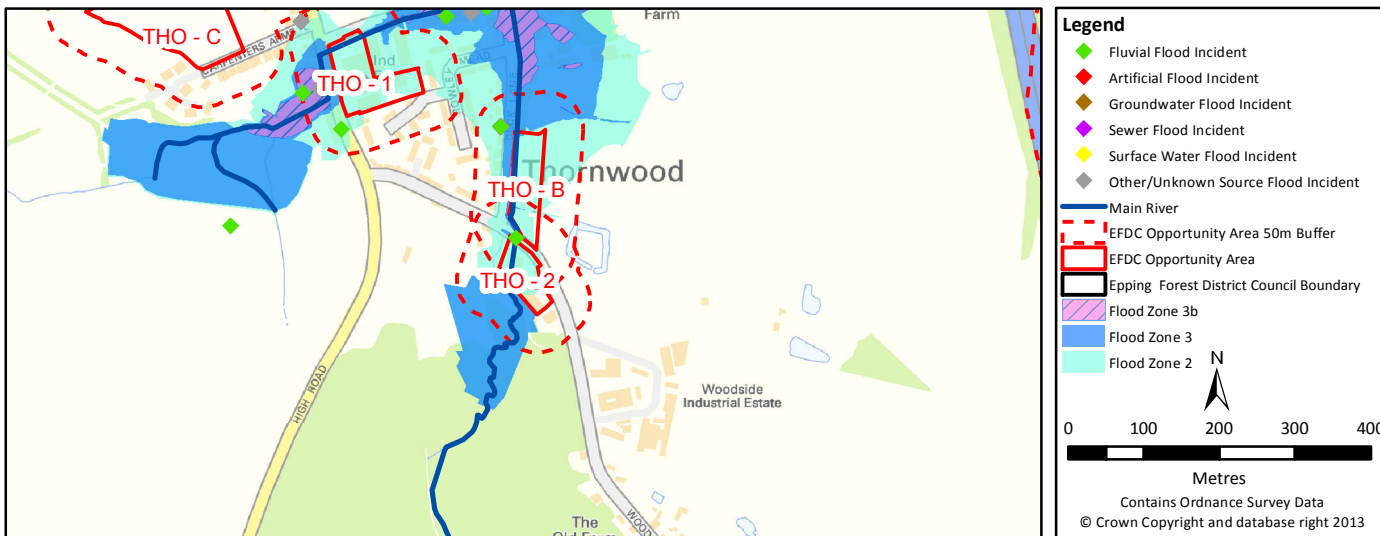 Farm
THO - C
CARPENTERS ARMS
Ind
THO - 1
Thornwood
THO - B
THO - 2
HIGH ROAD
Woodside
Industrial Estate
The
WOOD
Legend
Fluvial Flood Incident
Artificial Flood Incident
Groundwater Flood Incident
Sewer Flood Incident
Surface Water Flood Incident
Other/Unknown Source Flood Incident
Main River
EFDC Opportunity Area 50m Buffer
EFDC Opportunity Area
Epping Forest District Council Boundary
Flood Zone 3b
Flood Zone 3
Flood Zone 2
N
0 100 200 300 400
Metres
Contains Ordnance Survey Data
© Crown Copyright and database right 2013